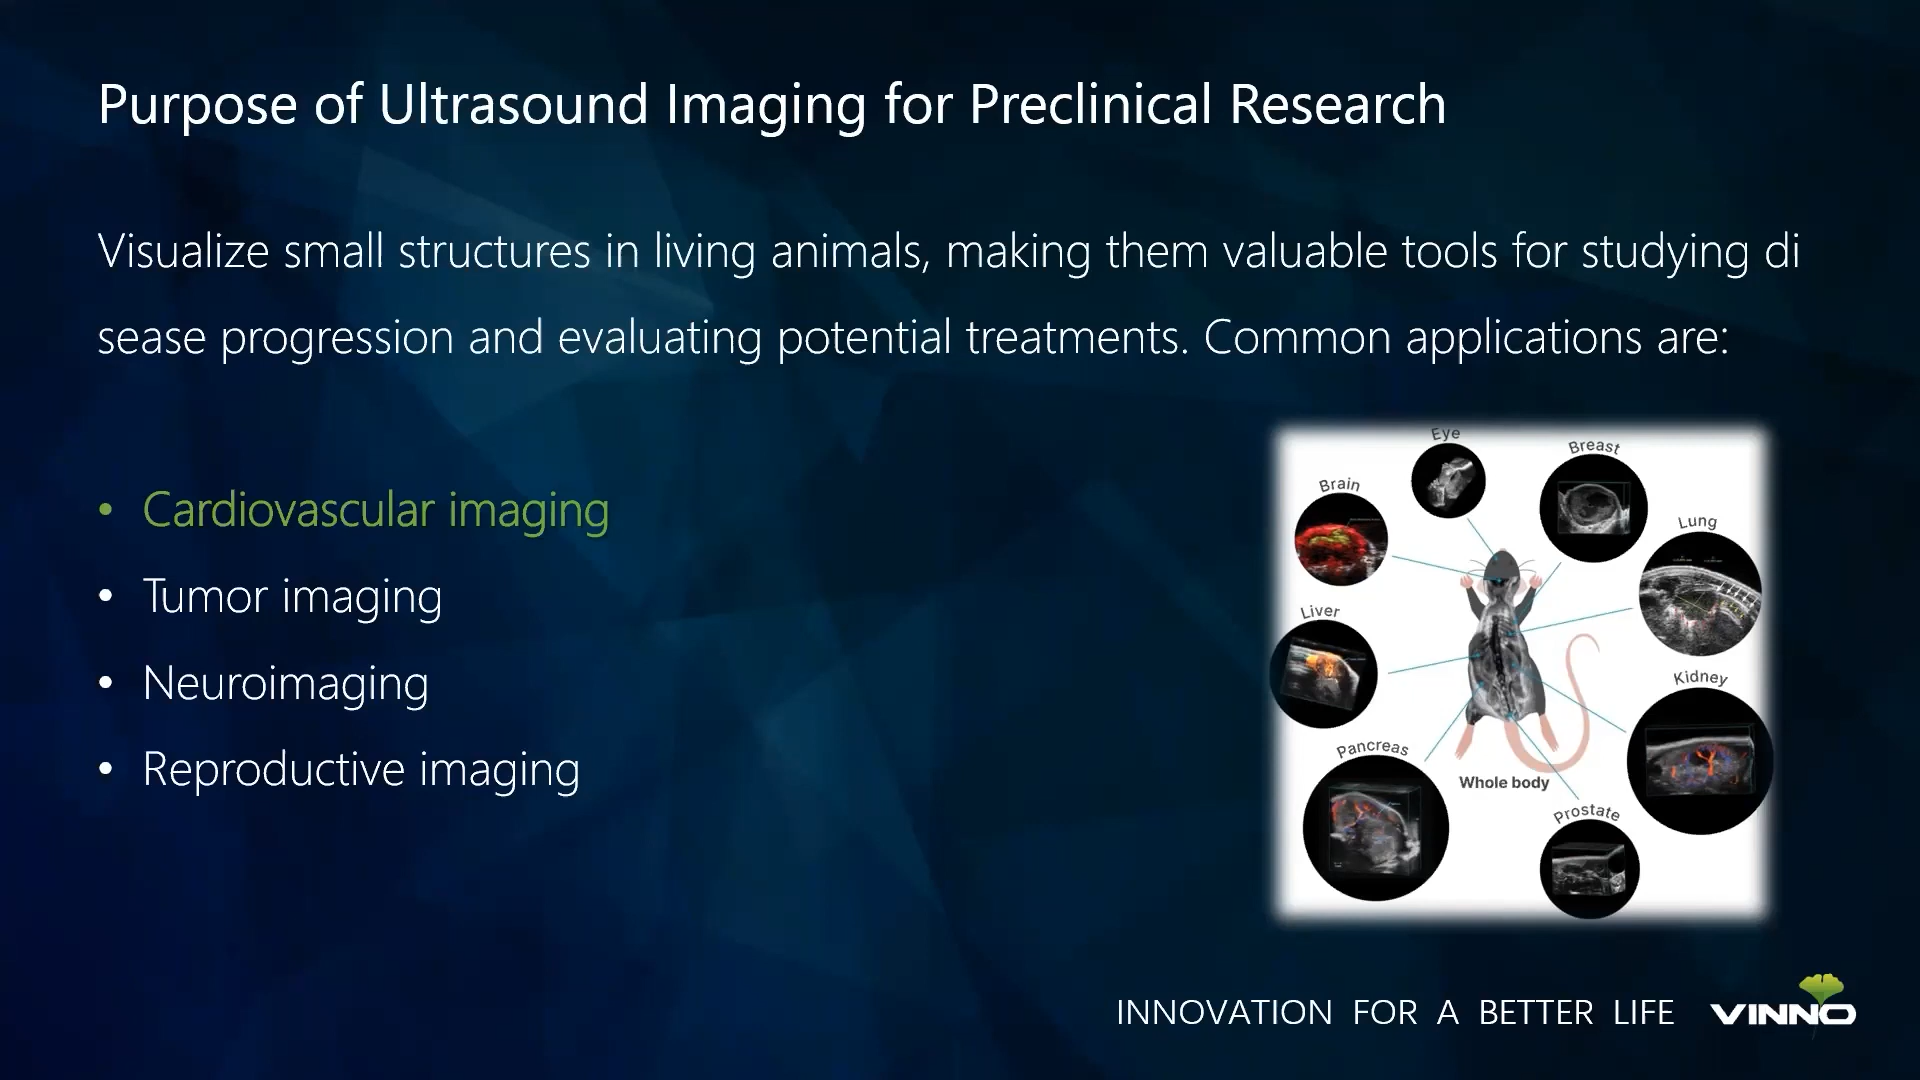 Purpose of Ultrasound Imaging for Preclinical Research
Visualize small structures in living animals, making them valuable tools for studying di
sease progression and evaluating potential treatments. Common applications are:
• Cardiovascular imaging
• Tumor imaging
• Neuroimaging
• Reproductive imaging
Eye
Breast
Brain
Lung
Liver
Kidney
Pancreas
Whole body
Prostate
INNOVATION FOR A BETTER LIFE
VINNO